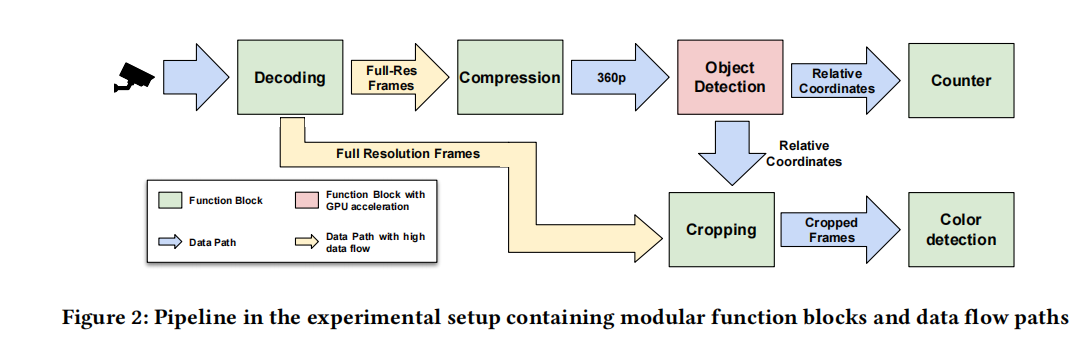 Decoding
Full-Res
Frames
Compression
360p
Object
Detection
Relative
Coordinates
Counter
Full Resolution Frames
Relative
Coordinates
Function Block
Function Block with
GPU acceleration
Data Path
Data Path with high
data flow
Cropping
Cropped
Frames
Color
detection
Figure 2: Pipeline in the experimental setup containing modular function blocks and data flow paths